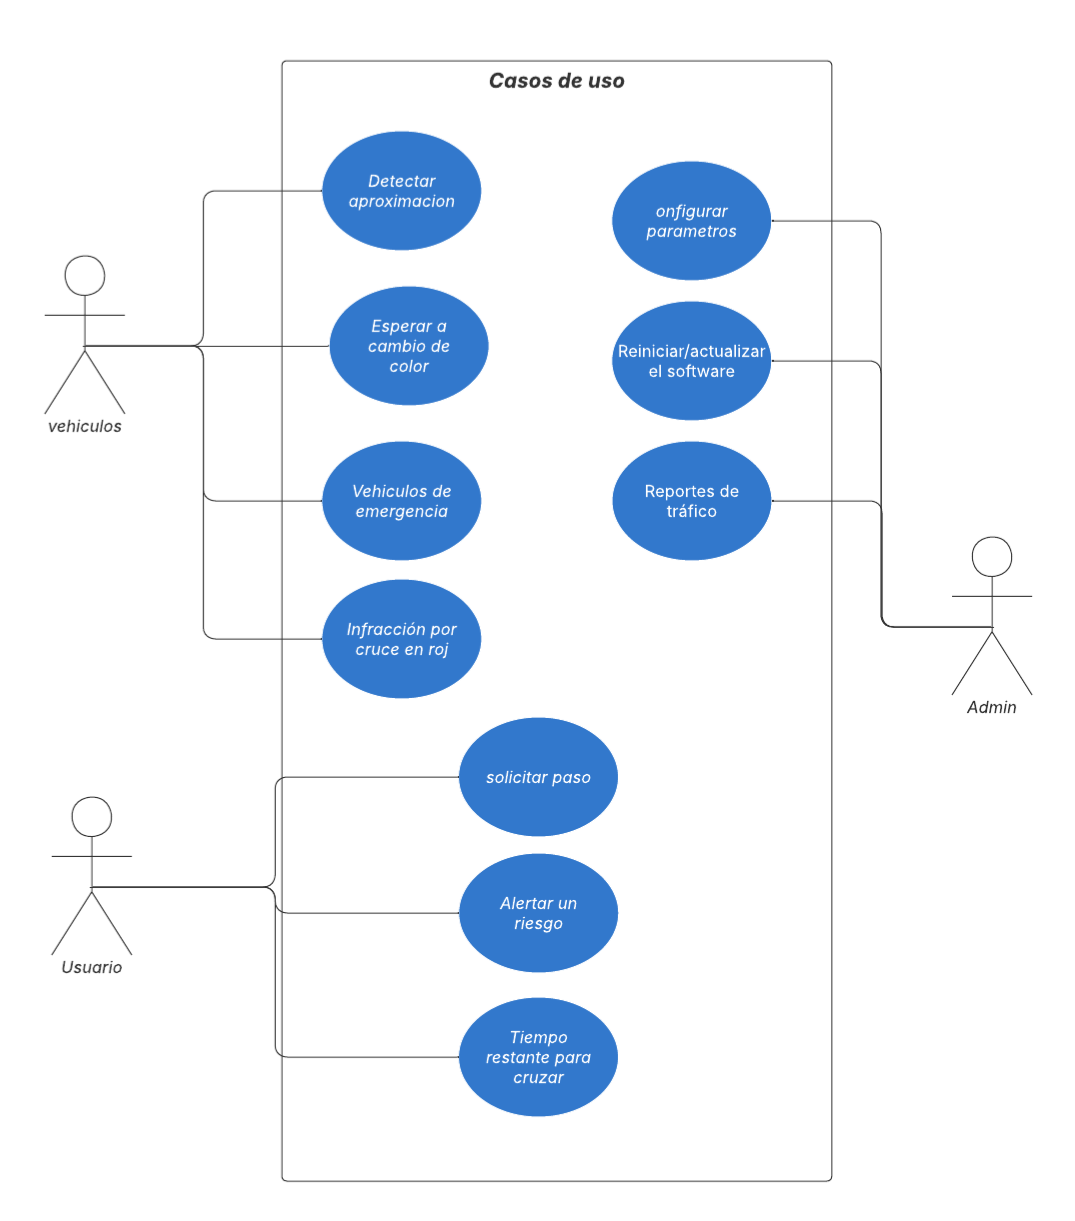 Casos de uso
Detectar
aproximacion
Esperar a
cambio de
color
Vehiculos de
emergencia
Infracción por
cruce en roj
vehiculos
onfigurar
parametros
Reiniciar/actualizar
el software
Reportes de
tráfico
Admin
solicitar paso
Alertar un
riesgo
Tiempo
restante para
cruzar
Usuario